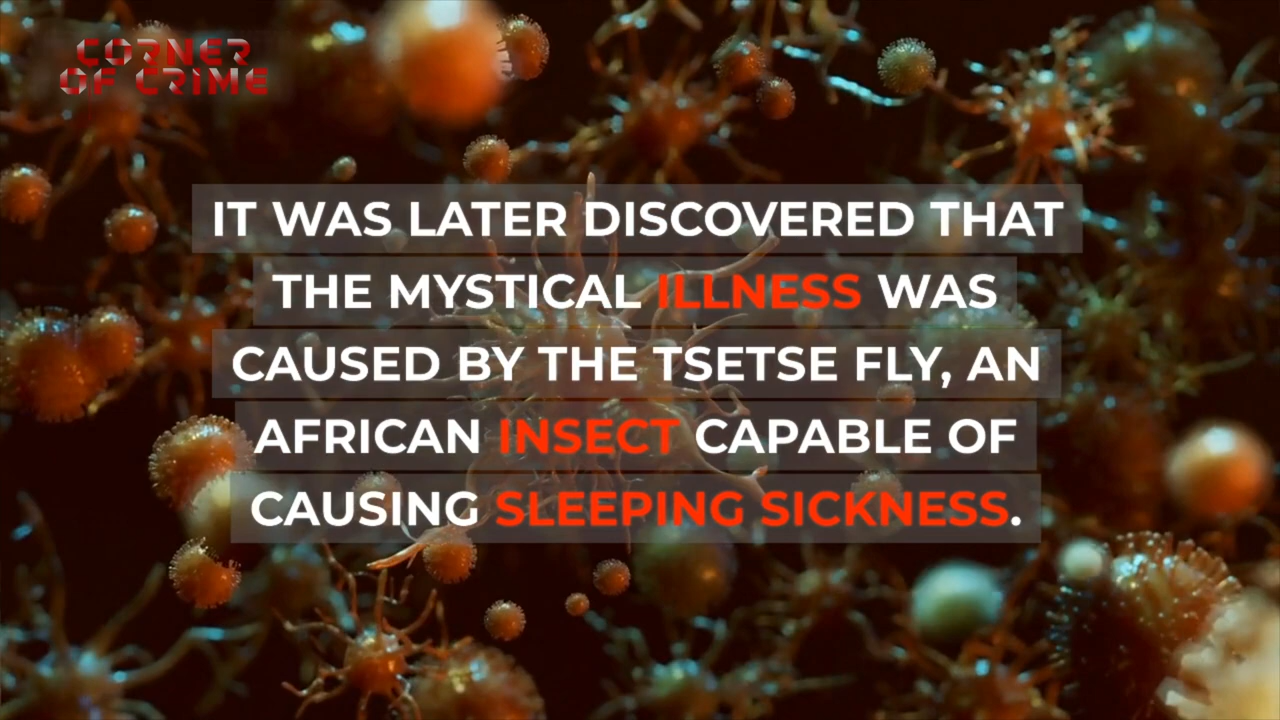 CORNER
OF CRIME
IT WAS LATER DISCOVERED THAT
THE MYSTICAL ILLNESS WAS
CAUSED BY THE TSETSE FLY, AN
AFRICAN INSECT CAPABLE OF
CAUSING SLEEPING SICKNESS.